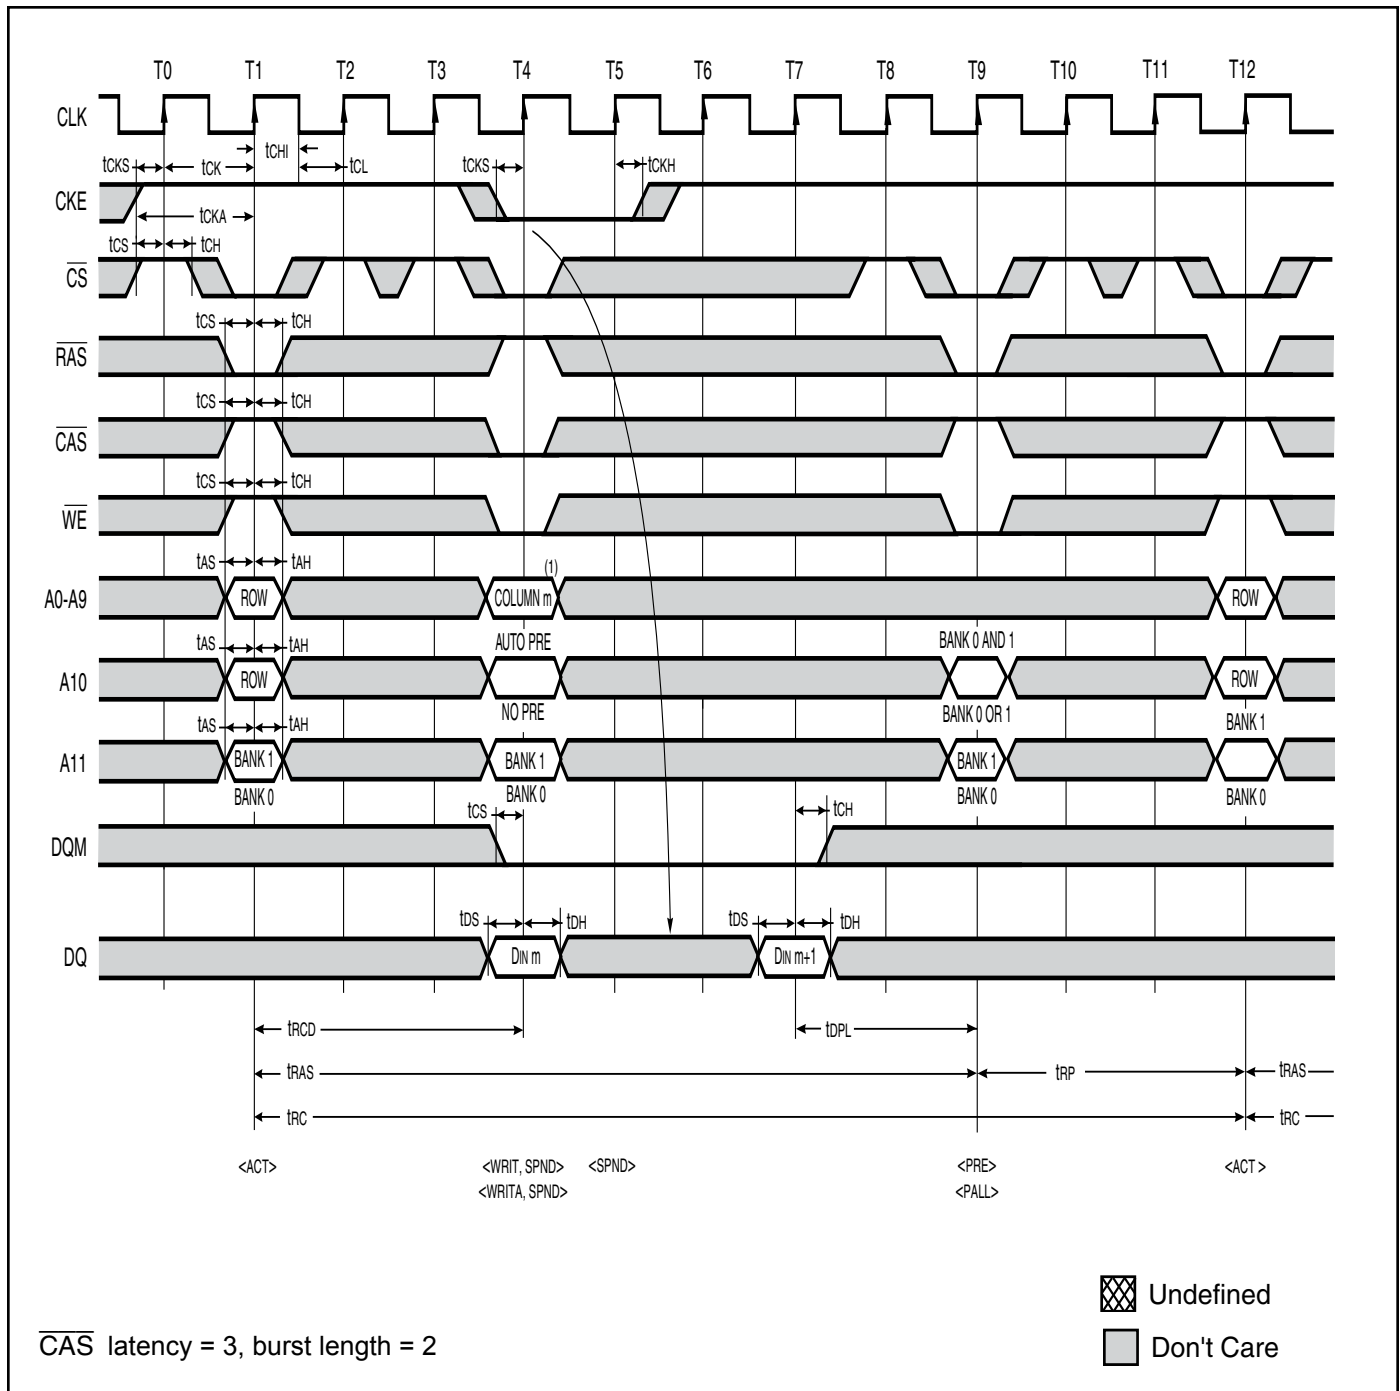 T0 T1 T2 T3 T4 T5 T6 T7 T8 T9 T10 T11 T12
CLK
tCHI
tCKS tCK tCL tCKS tCKH
CKE
tCKA
tCS tCH
CS
tCS tCH
RAS
tCS tCH
CAS
tCS tCH
WE
tAS tAH (1)
A0-A9 ROW COLUMN m ROW
tAS tAH AUTO PRE BANK 0 AND 1
A10 ROW ROW
NO PRE BANK 0 OR 1 BANK 1
tAS tAH
A11 BANK 1 BANK 1 BANK 1
BANK 0 BANK 0 BANK 0 BANK 0
tCS tCH
DQM
tDS tDH tDS tDH
DQ DIN m DIN m+1
tRCD tDPL
tRAS tRP tRAS
tRC tRC
<ACT> <WRIT, SPND> <SPND> <PRE> <ACT >
<WRITA, SPND> <PALL>
Undefined
CAS latency = 3, burst length = 2 Don't Care